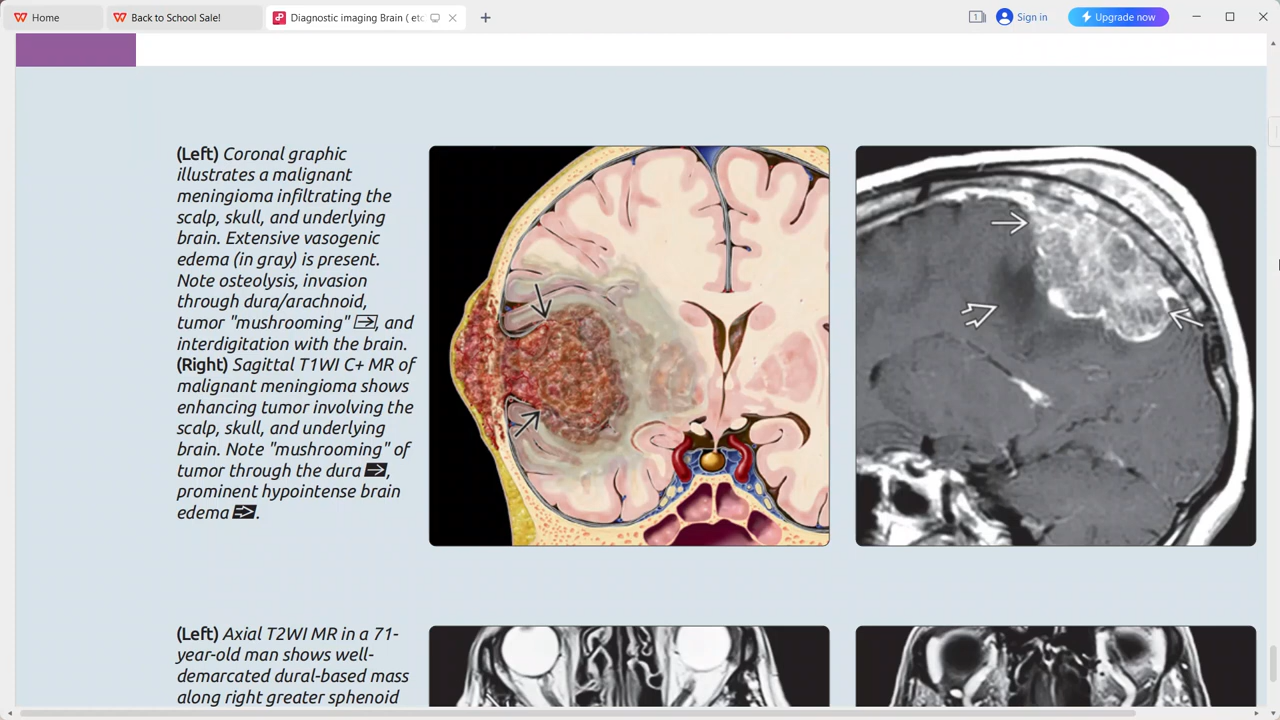 Home
Back to School Sale!
Diagnostic imaging Brain ( etc
1
Sign in
Upgrade now
(Left) Coronal graphic
illustrates a malignant
meningioma infiltrating the
scalp, skull, and underlying
brain. Extensive vasogenic
edema (in gray) is present.
Note osteolysis, invasion
through dura/arachnoid,
tumor "mushrooming" , and
interdigitation with the brain.
(Right) Sagittal T1WI C+ MR of
malignant meningioma shows
enhancing tumor involving the
scalp, skull, and underlying
brain. Note "mushrooming" of
tumor through the dura ,
prominent hypointense brain
edema .
(Left) Axial T2WI MR in a 71-
year-old man shows well-
demarcated dural-based mass
along right greater sphenoid